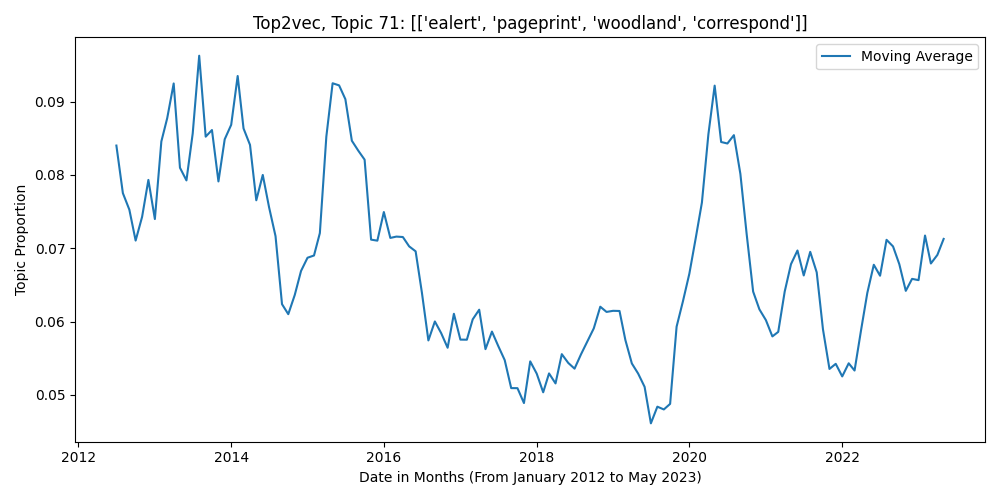 Top2vec, Topic 71: [['ealert', 'pageprint', 'woodland', 'correspond']]
Moving Average
Topic Proportion
0.09
0.08
0.07
0.06
0.05
2012
2014
2016
2018
2020
2022
Date in Months (From January 2012 to May 2023)